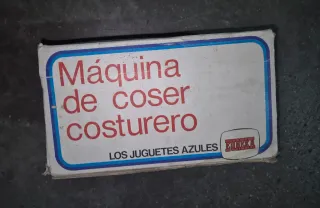 Máquina
de coser
costurero
LOS JUGUETES AZULES